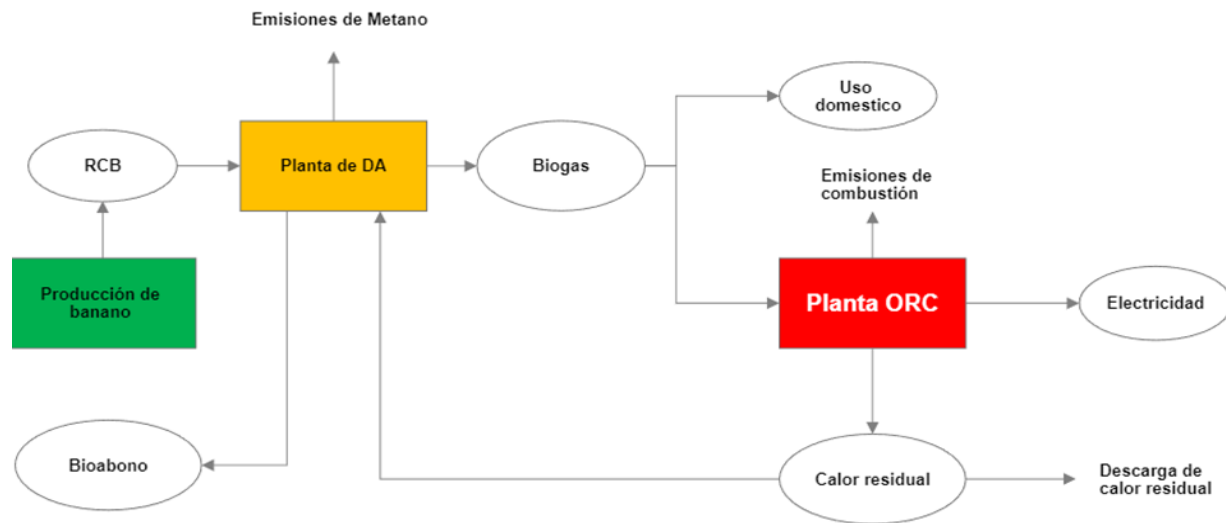 Emisiones de Metano
Uso
domestico
RCB
Planta de DA
Biogas
Emisiones de
combustión
Producción de
banano
Planta ORC
Electricidad
Bioabono
Calor residual
Descarga de
calor residual